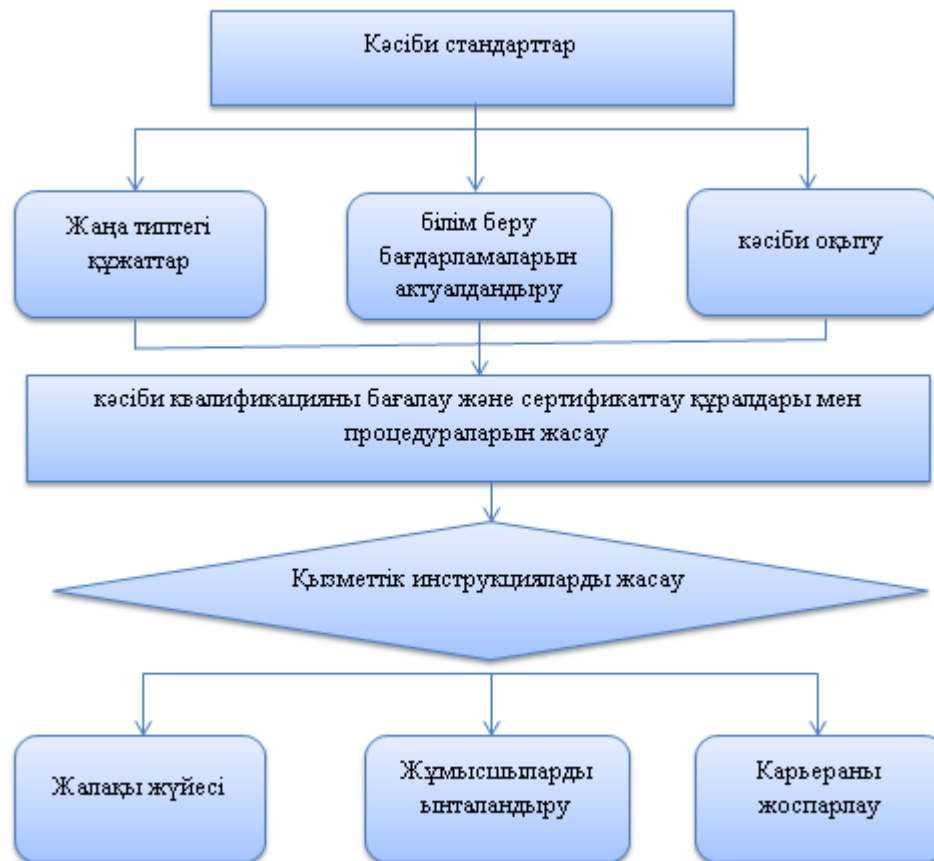 Кәсіби стандарттар
Жаңа типтегі
құжаттар
білім беру
бағдарламаларын
актуалдандыру
кәсіби оқыту
кәсіби квалификацияны бағалау және сертификаттау құралдары мен
процедураларын жасау
Қызметтік инструкцияларды жасау
Жалақы жүйесі
Жұмысшыларды
ынталандыру
Карьераны
жоспарлау